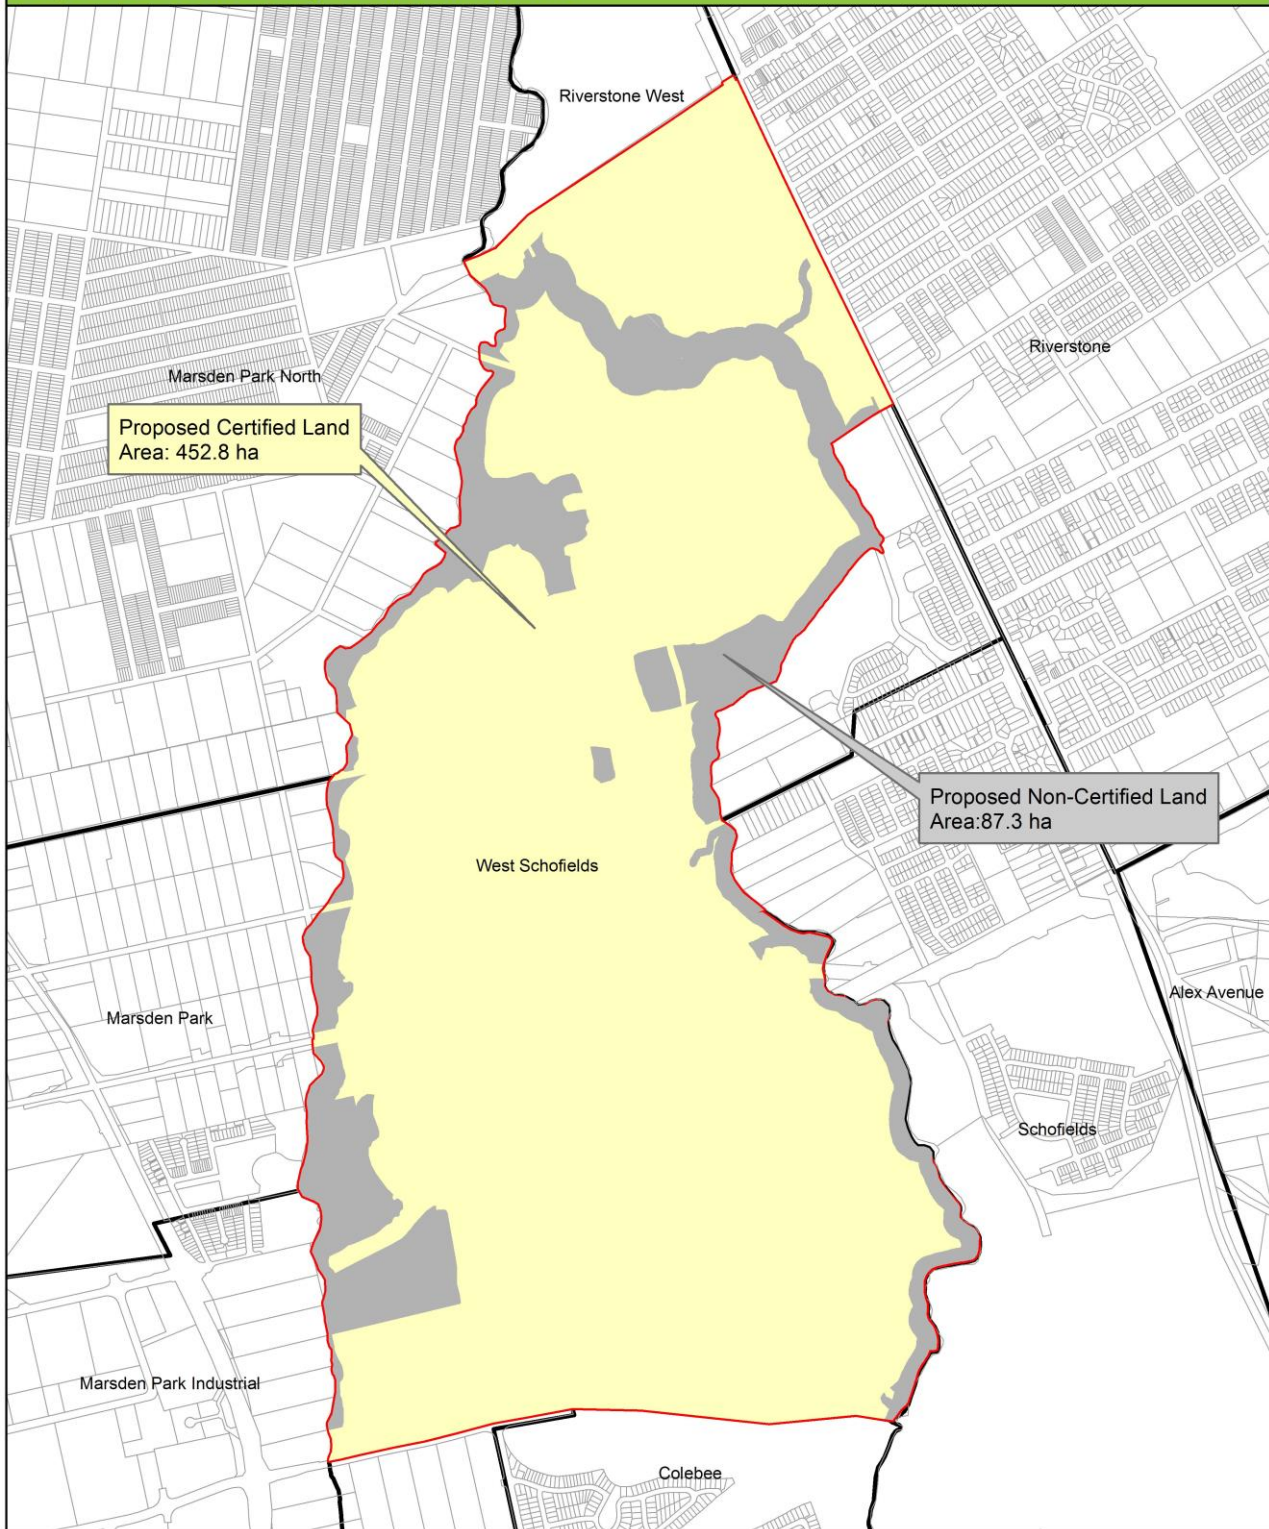 Riverstone West
Riverstone
Marsden Park North
Proposed Certified Land
Area: 452.8 ha
Proposed Non-Certified Land
Area:87.3 ha
West Schofields
Alex Avenue
Marsden Park
Schofields
Marsden Park Industrial
Colebee